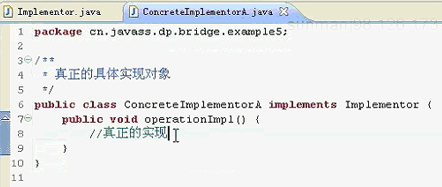 Implementor.java
ConcreteImplementorA.java
1 package cn.javass.dp.bridge.example5;
2
3 /**
4 * 真正的具体实现对象
5 */
6 public class ConcreteImplementorA implements Implementor {
7 public void operationImpl() {
8 //真正的实现
9 }
10 }
11